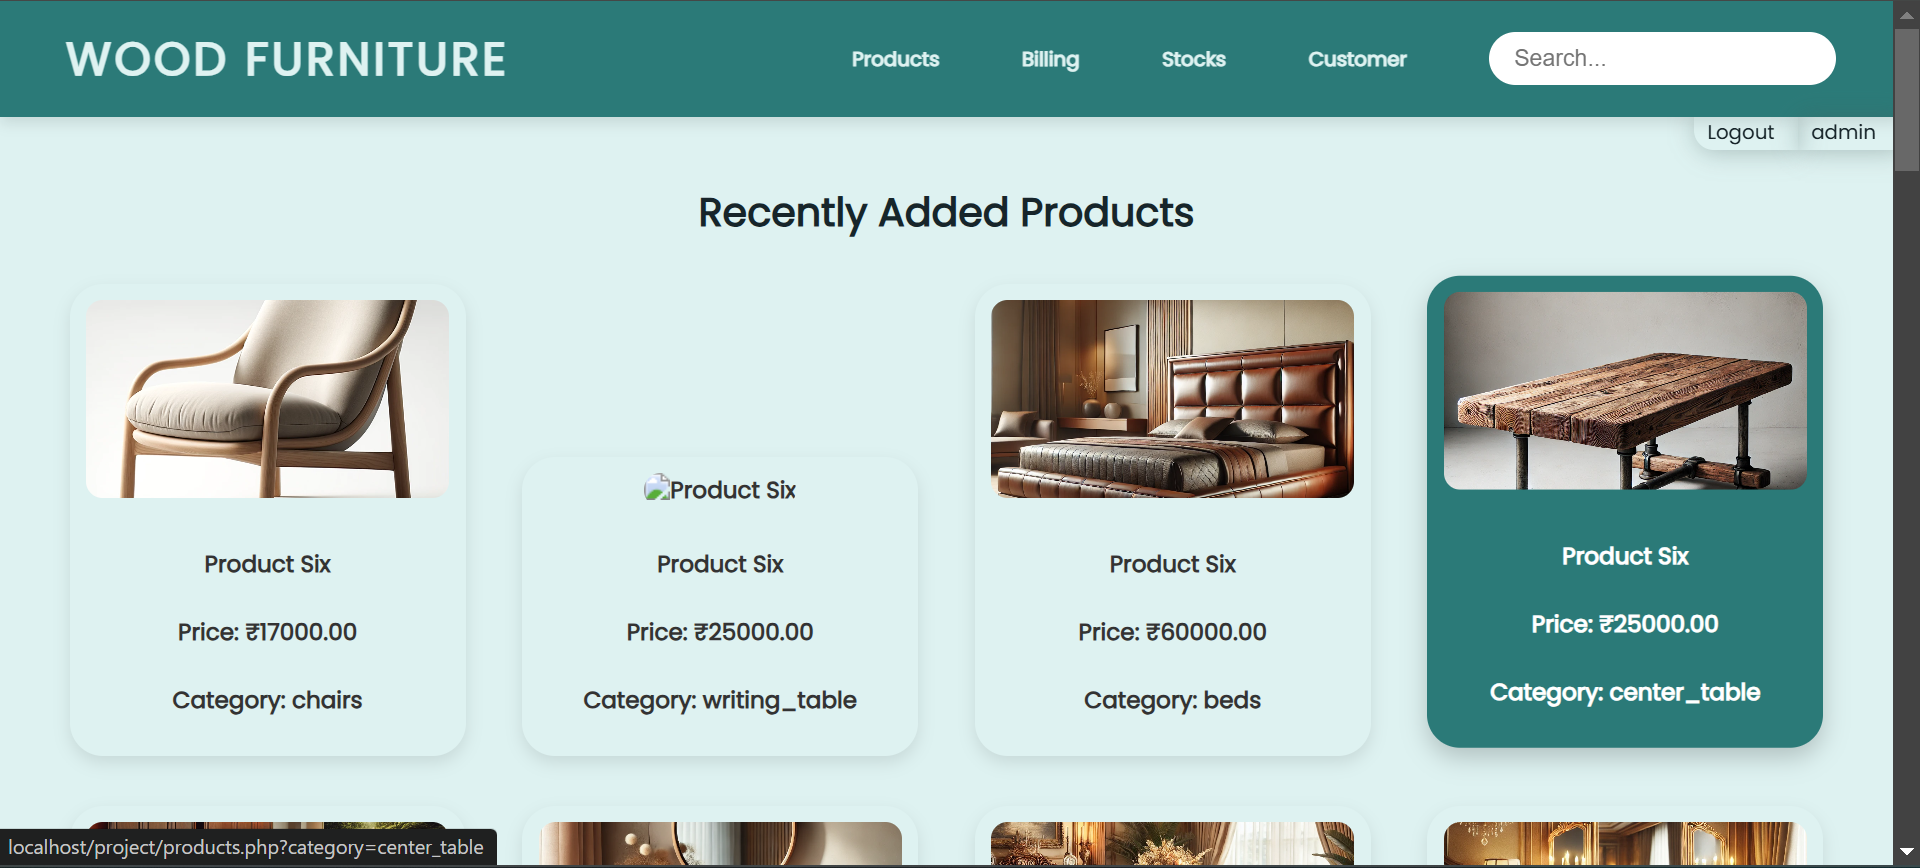 WOOD FURNITURE
Products
Billing
Stocks
Customer
Search...
Logout
admin
Recently Added Products
Product Six
Price: ₹17000.00
Category: chairs
Product Six
Product Six
Price: ₹25000.00
Category: writing_table
Product Six
Price: ₹60000.00
Category: beds
Product Six
Price: ₹25000.00
Category: center_table
localhost/project/products.php?category=center_table